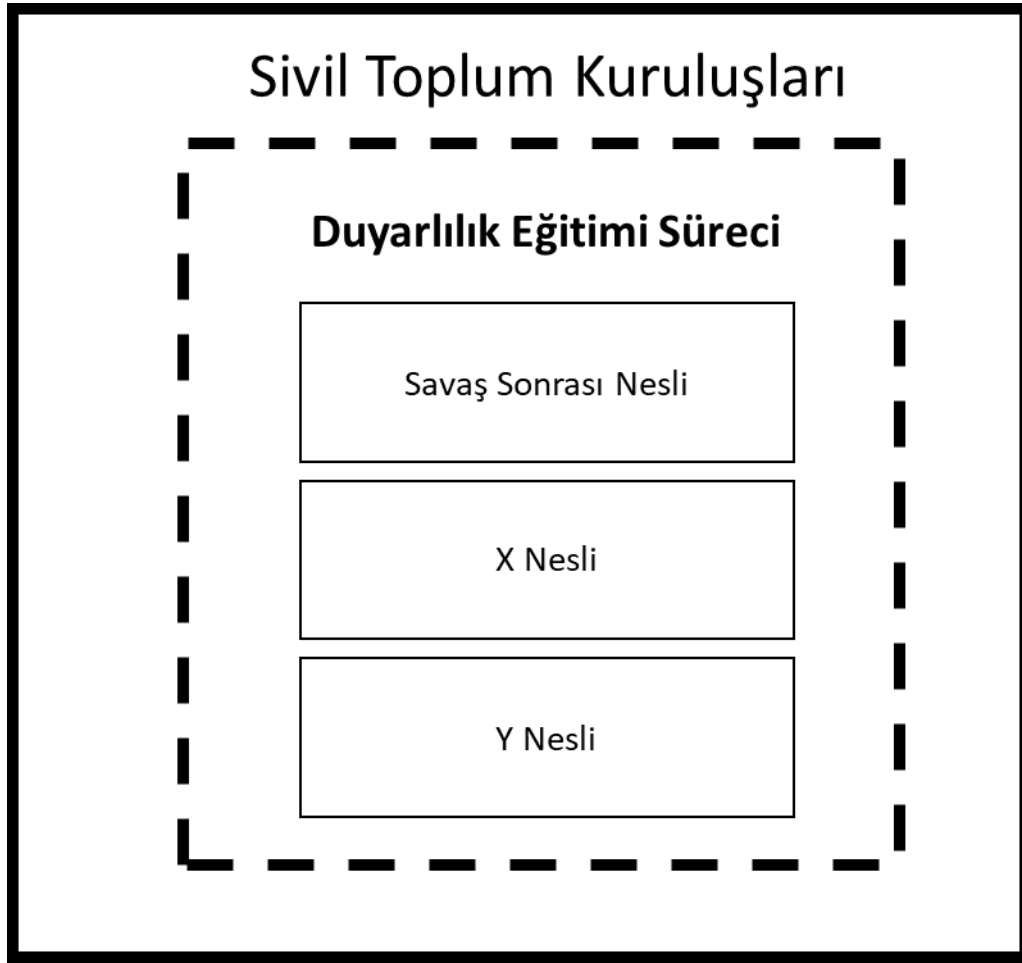 Sivil Toplum Kuruluşları
Duyarlılık Eğitimi Süreci
Savaş Sonrası Nesli
X Nesli
Y Nesli